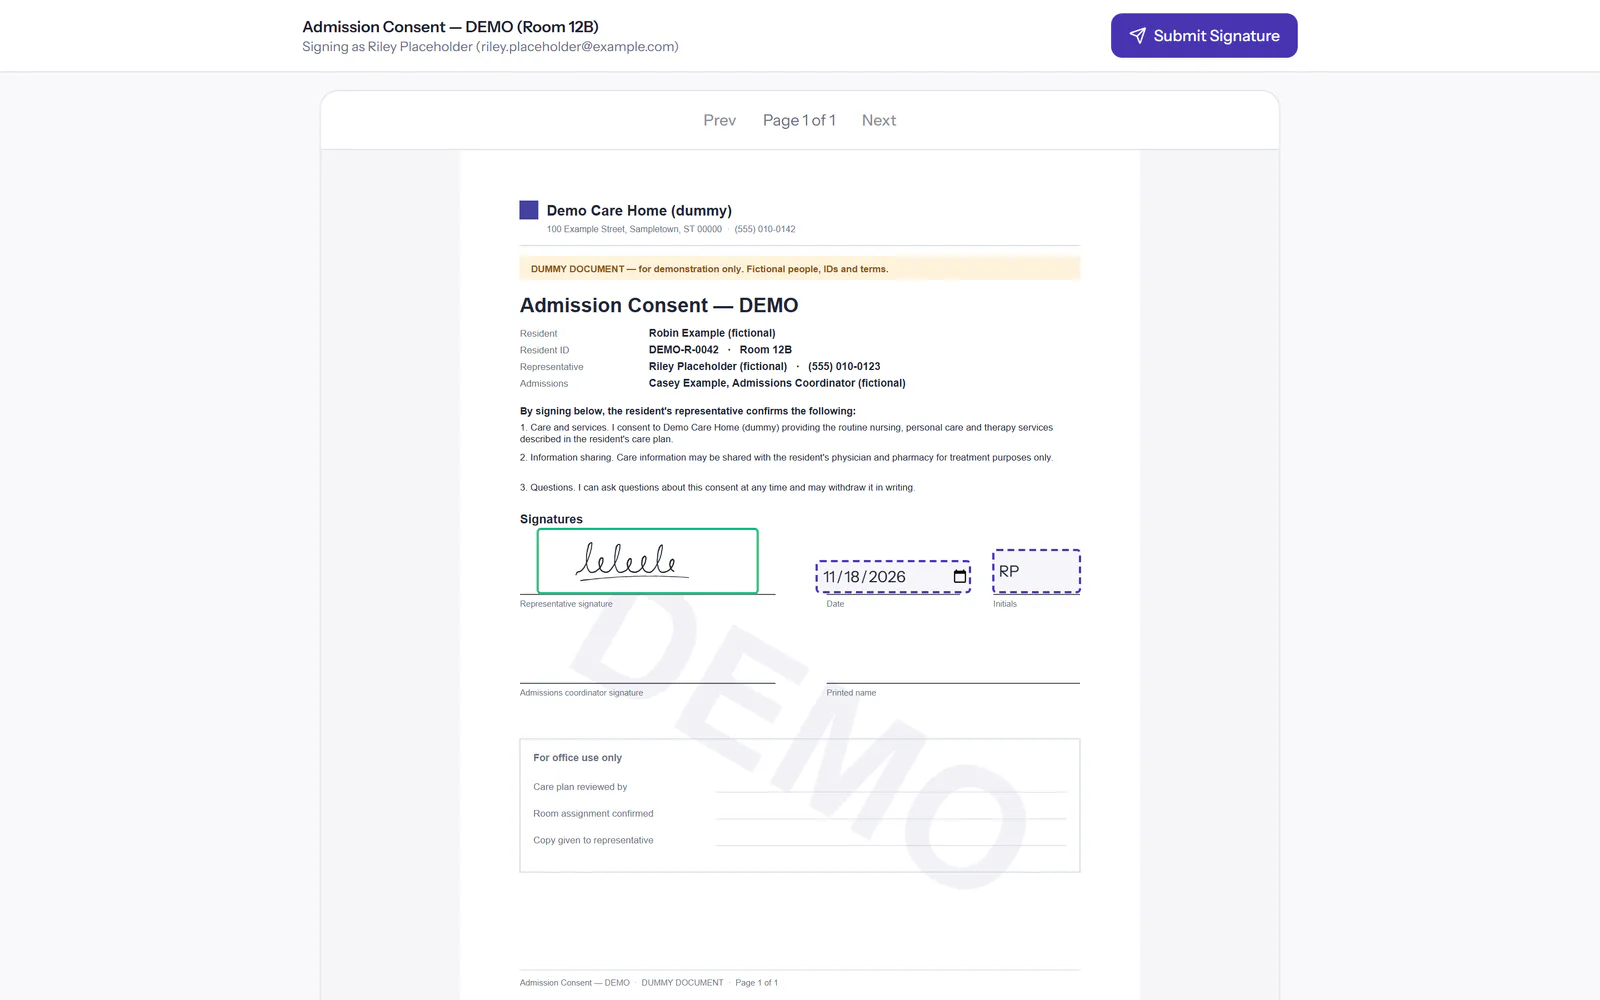 Admission Consent — DEMO (Room 12B)
Signing as Riley Placeholder (riley.placeholder@example.com)
Submit Signature
Prev Page 1 of 1 Next
Demo Care Home (dummy)
100 Example Street, Sampletown, ST 00000 · (555) 010-0142
DUMMY DOCUMENT — for demonstration only. Fictional people, IDs and terms.
Admission Consent — DEMO
Resident Robin Example (fictional)
Resident ID DEMO-R-0042 · Room 12B
Representative Riley Placeholder (fictional) · (555) 010-0123
Admissions Casey Example, Admissions Coordinator (fictional)
By signing below, the resident's representative confirms the following:
1. Care and services. I consent to Demo Care Home (dummy) providing the routine nursing, personal care and therapy services
described in the resident's care plan.
2. Information sharing. Care information may be shared with the resident's physician and pharmacy for treatment purposes only.
3. Questions. I can ask questions about this consent at any time and may withdraw it in writing.
Signatures
11/18/2026 RP
Representative signature Date Initials
Admissions coordinator signature Printed name
DEMO
For office use only
Care plan reviewed by
Room assignment confirmed
Copy given to representative
Admission Consent — DEMO · DUMMY DOCUMENT · Page 1 of 1